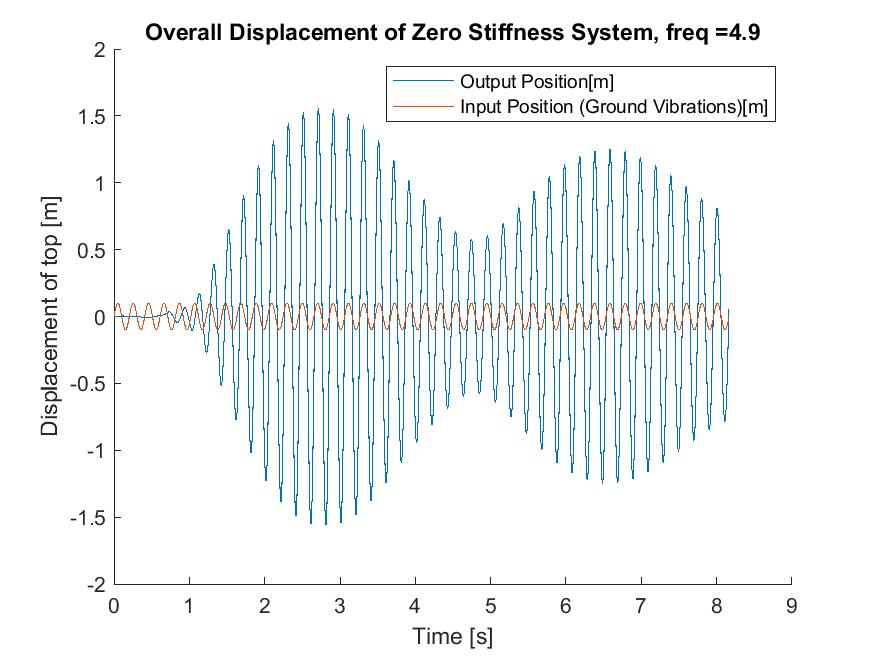 Overall Displacement of Zero Stiffness System, freq =4.9
Output Position[m]
Input Position (Ground Vibrations)[m]
Displacement of top [m]
2
1.5
1
0.5
0
-0.5
-1
-1.5
-2
0 1 2 3 4 5 6 7 8 9
Time [s]